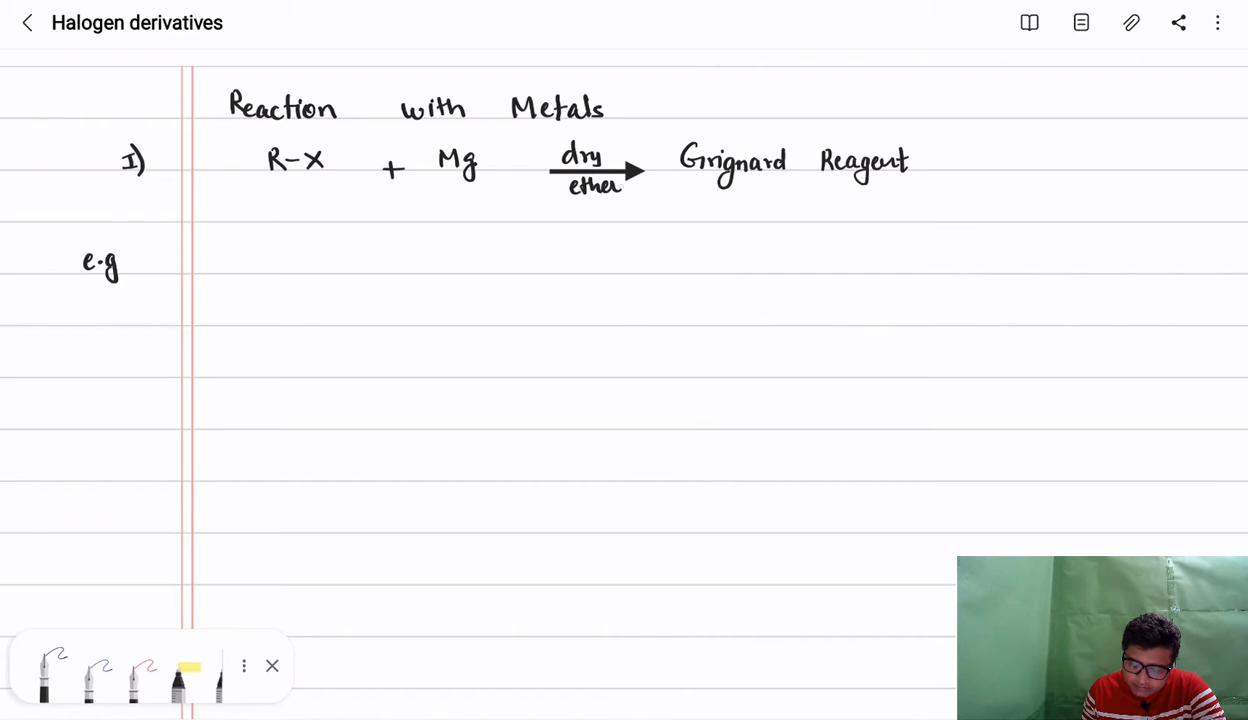 Halogen derivatives
Reaction with Metals
I) R-X + Mg dry ether Grignard Reagent
e.g